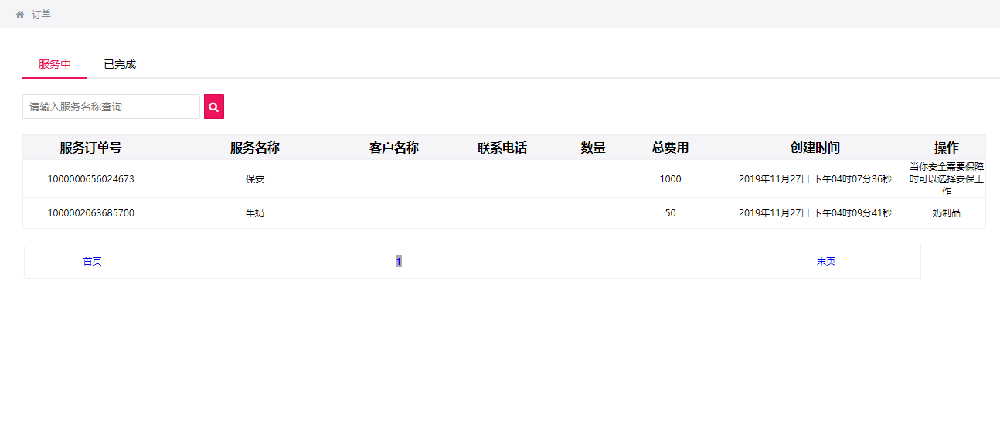 订单
服务中 已完成
请输入服务名称查询
服务订单号 服务名称 客户名称 联系电话 数量 总费用 创建时间 操作
1000000656024673 保安 1000 2019年11月27日 下午04时07分36秒 当你安全需要保障
时可以选择安保工
作
1000002063685700 牛奶 50 2019年11月27日 下午04时09分41秒 奶制品
首页 1 末页